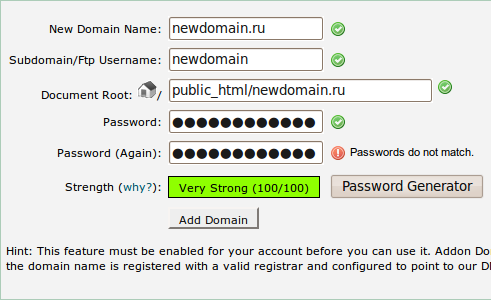 New Domain Name: newdomain.ru
Subdomain/Ftp Username: newdomain
Document Root: / public_html/newdomain.ru
Password: ●●●●●●●●●●●●
Password (Again): ●●●●●●●●●●●● Passwords do not match.
Strength (why?): Very Strong (100/100) Password Generator
Add Domain
Hint: This feature must be enabled for your account before you can use it. Addon
the domain name is registered with a valid registrar and configured to point to our